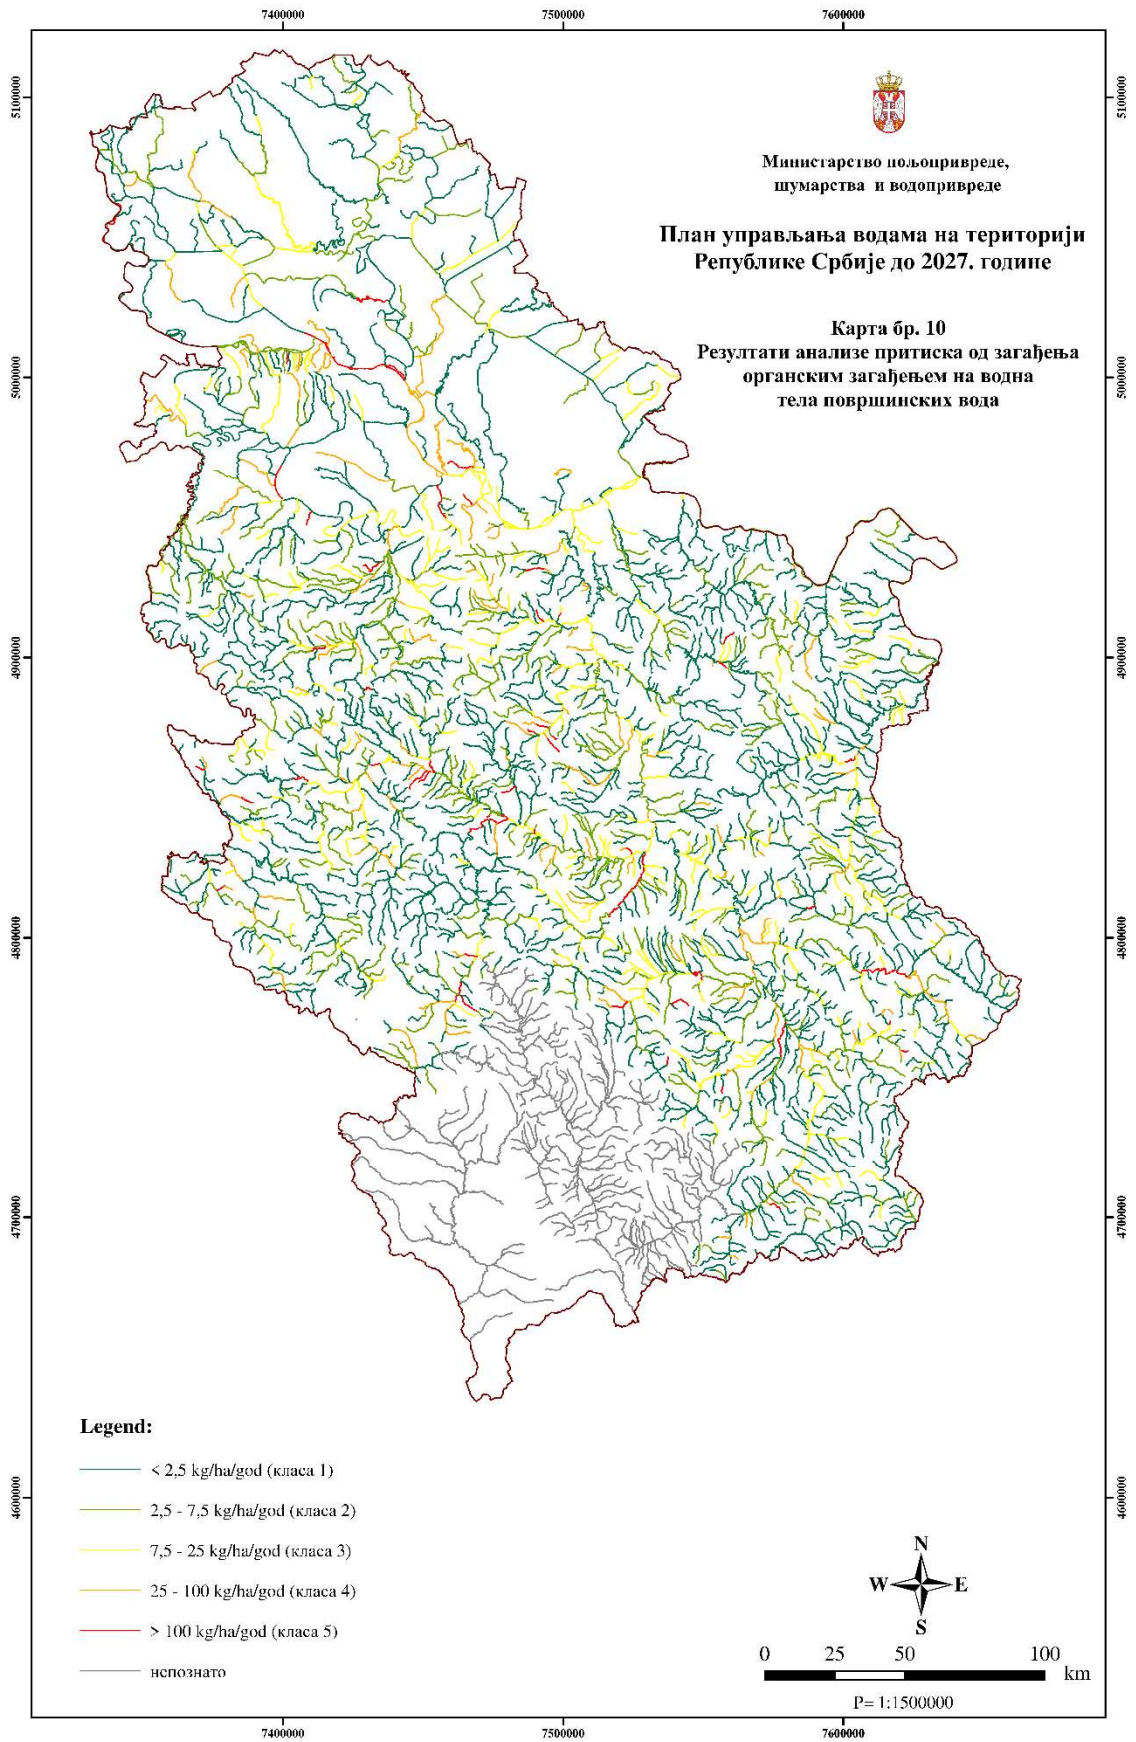 7400000
7500000
7600000
5100000
5100000
Министарство пољопривреде,
шумарства и водопривреде
План управљања водама на територији
Републике Србије до 2027. године
Карта бр. 10
Резултати анализе притиска од загађења
органским загађењем на водна
тела површинских вода
5000000
5000000
4900000
4900000
4800000
4800000
4700000
4700000
4600000
4600000
Legend:
< 2,5 kg/ha/god (класа 1)
2,5 - 7,5 kg/ha/god (класа 2)
7,5 - 25 kg/ha/god (класа 3)
25 - 100 kg/ha/god (класа 4)
> 100 kg/ha/god (класа 5)
непознато
N
W E
S
0 25 50 100
km
P= 1:1500000
7400000
7500000
7600000